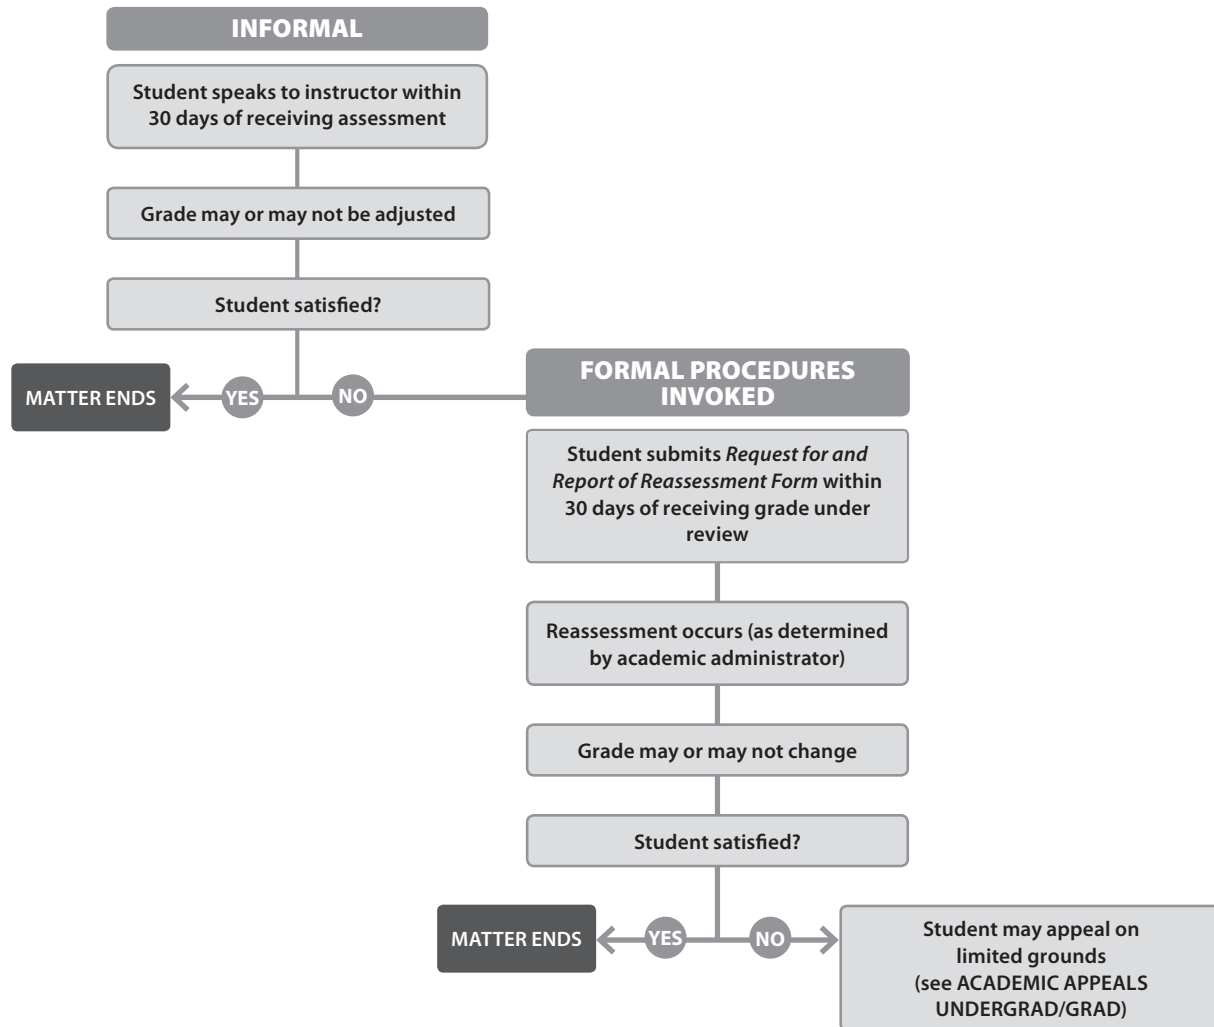 INFORMAL
Student speaks to instructor within
30 days of receiving assessment
Grade may or may not be adjusted
Student satisfied?
MATTER ENDS
YES
NO
FORMAL PROCEDURES
INVOKED
Student submits Request for and
Report of Reassessment Form within
30 days of receiving grade under
review
Reassessment occurs (as determined
by academic administrator)
Grade may or may not change
Student satisfied?
MATTER ENDS
YES
NO
Student may appeal on
limited grounds
(see ACADEMIC APPEALS
UNDERGRAD/GRAD)